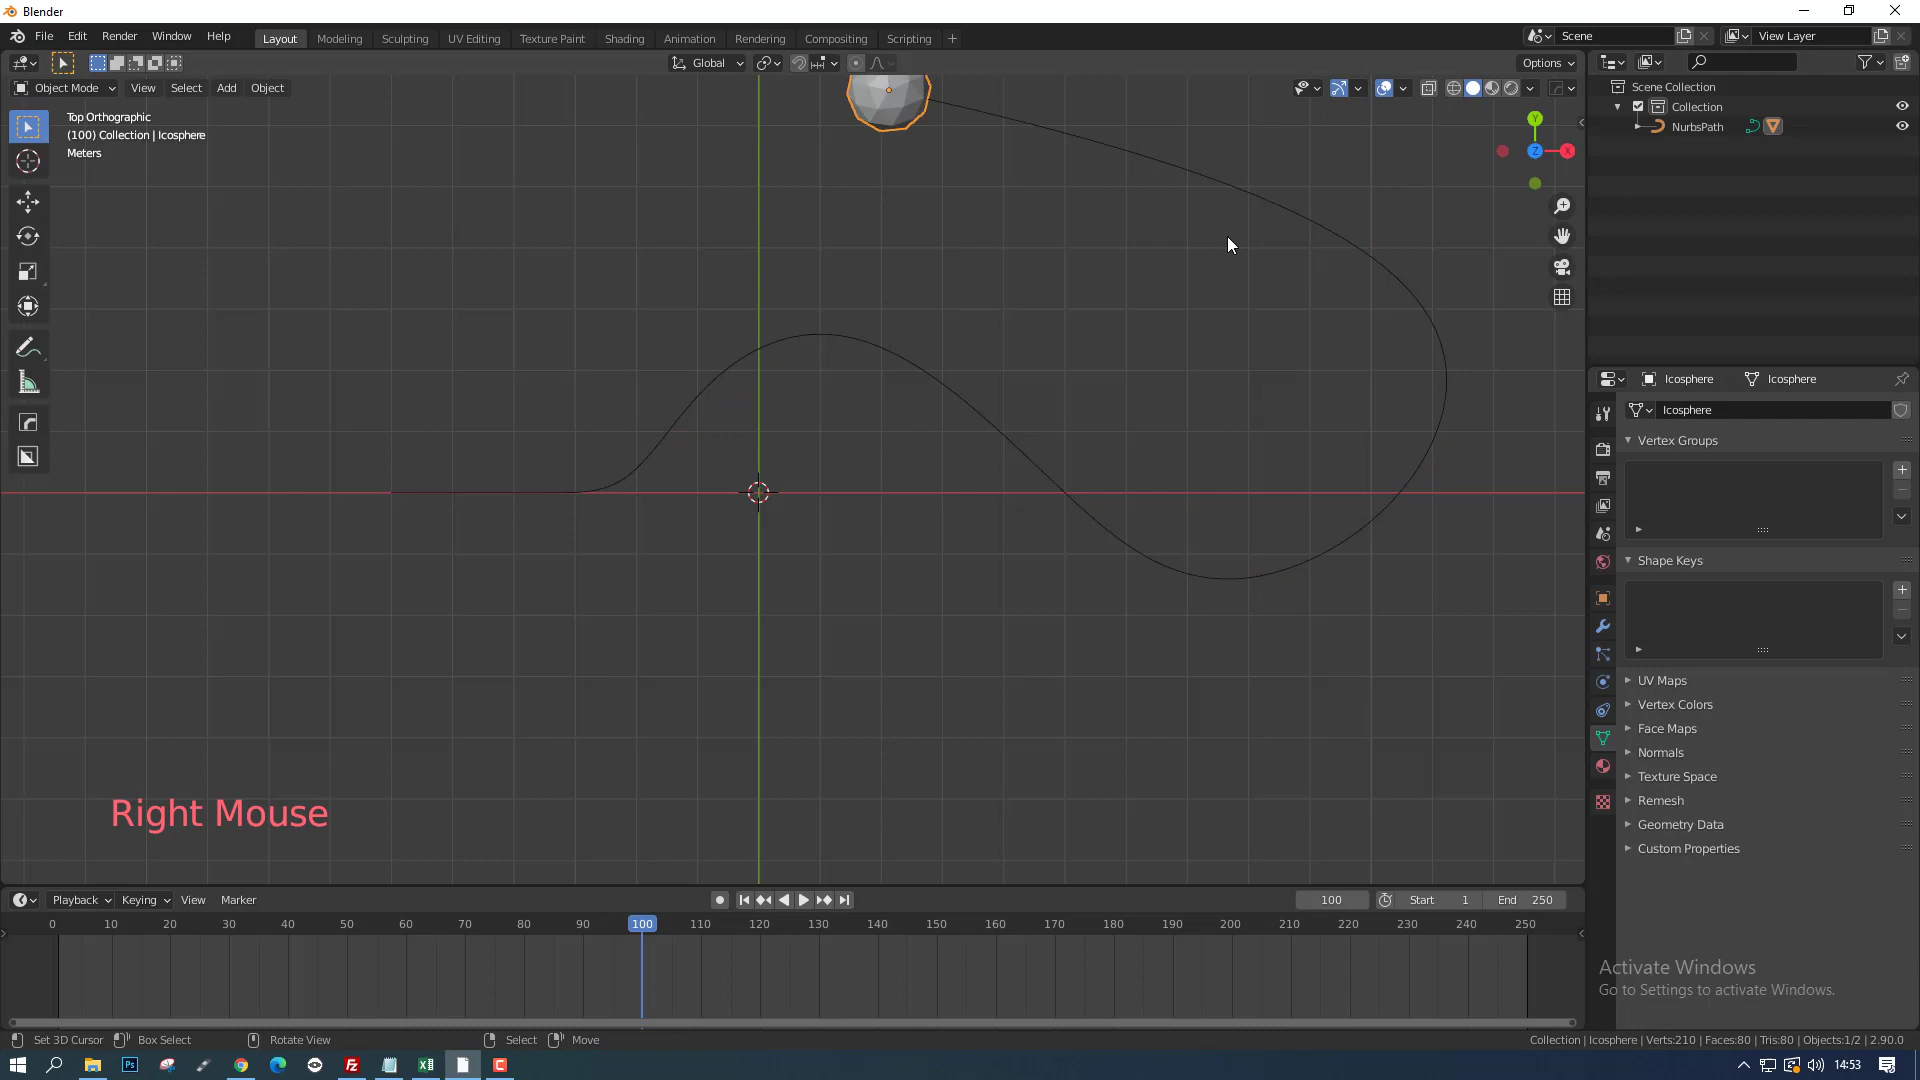 Blender
File Edit Render Window Help
Layout Modeling Sculpting UV Editing Texture Paint Shading Animation Rendering Compositing Scripting +
Scene
View Layer
Global
Options
Object Mode View Select Add Object
Top Orthographic
(100) Collection | Icosphere
Meters
Y
Z
X
Scene Collection
Collection
NurbsPath
Icosphere Icosphere
Icosphere
Vertex Groups
Shape Keys
UV Maps
Vertex Colors
Face Maps
Normals
Texture Space
Remesh
Geometry Data
Custom Properties
Right Mouse
Playback Keying View Marker
100 Start 1 End 250
0 10 20 30 40 50 60 70 80 90 100 110 120 130 140 150 160 170 180 190 200 210 220 230 240 250
Activate Windows
Go to Settings to activate Windows.
Set 3D Cursor Box Select Rotate View Select Move
Collection | Icosphere | Verts:210 | Faces:80 | Tris:80 | Objects:1/2 | 2.90.0
Ps
Fz
14:53